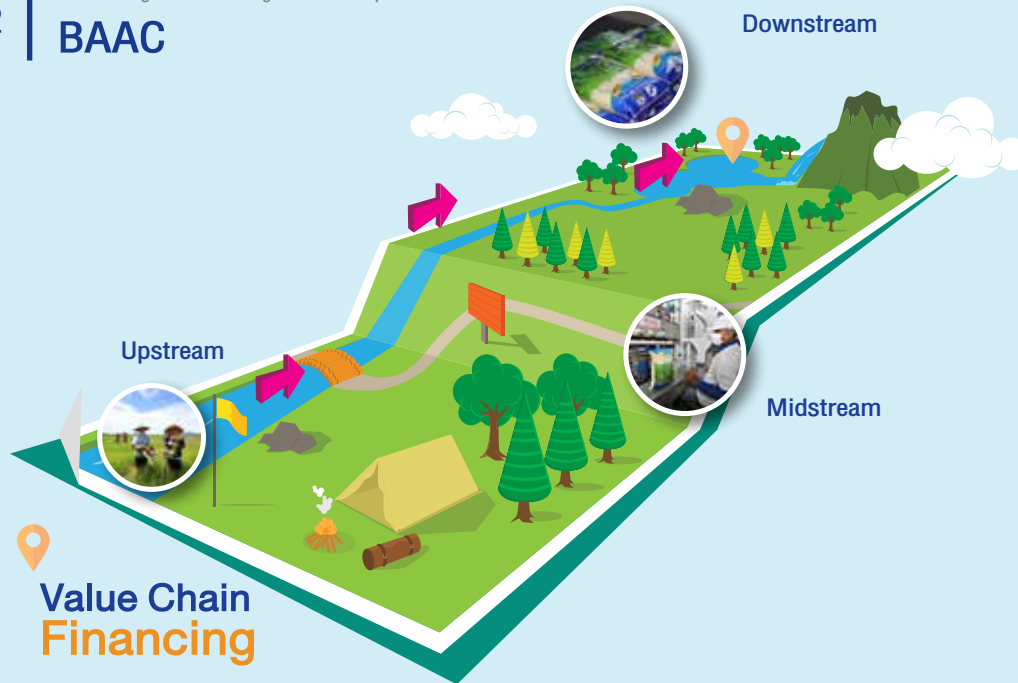 BAAC
Downstream
Upstream
Midstream
Value Chain
Financing